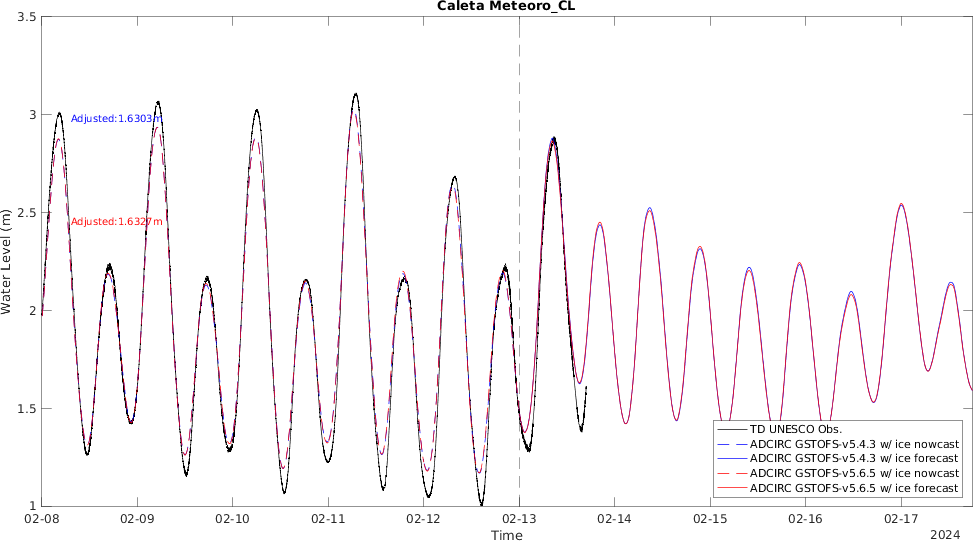 Caleta Meteoro_CL
3.5
3
2.5
2
1.5
1
Water Level (m)
Adjusted:1.6303m
Adjusted:1.6327m
TD UNESCO Obs.
ADCIRC GSTOFS-v5.4.3 w/ ice nowcast
ADCIRC GSTOFS-v5.4.3 w/ ice forecast
ADCIRC GSTOFS-v5.6.5 w/ ice nowcast
ADCIRC GSTOFS-v5.6.5 w/ ice forecast
02-08 02-09 02-10 02-11 02-12 02-13 02-14 02-15 02-16 02-17
Time
2024